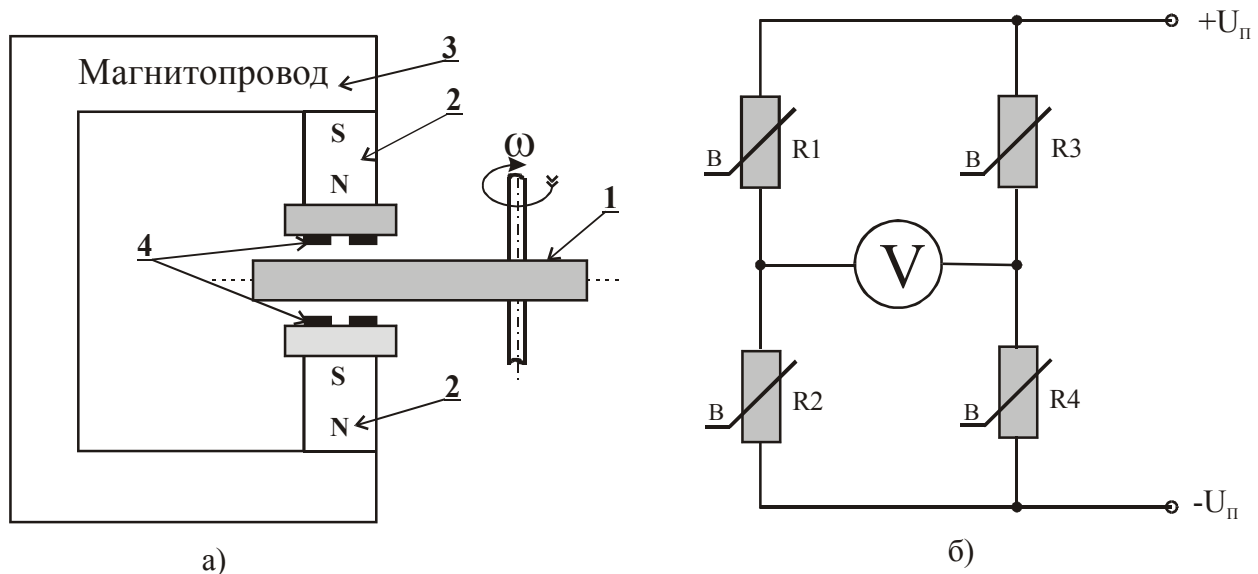 Магнитопровод
3
2
S
N
ω
1
4
S
N
2
а)
+Uп
В
R1
В
R3
V
В
R2
В
R4
-Uп
б)